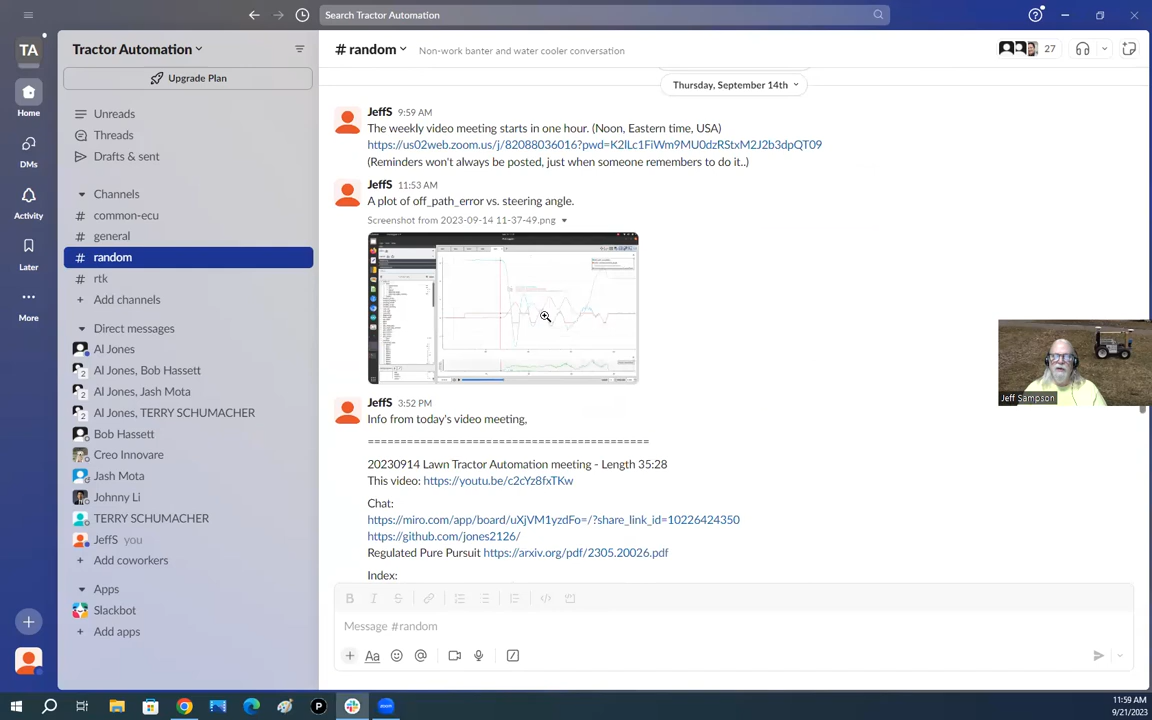 Search Tractor Automation
TA
Tractor Automation
# random
Non-work banter and water cooler conversation
27
Upgrade Plan
Thursday, September 14th
Home
DMs
Activity
Later
More
Unreads
Threads
Drafts & sent
Channels
# common-ecu
# general
# random
# rtk
+ Add channels
Direct messages
Al Jones
2 Al Jones, Bob Hassett
2 Al Jones, Jash Mota
2 Al Jones, TERRY SCHUMACHER
Bob Hassett
Creo Innovare
Jash Mota
Johnny Li
TERRY SCHUMACHER
JeffS you
+ Add coworkers
Apps
Slackbot
+ Add apps
JeffS 9:59 AM
The weekly video meeting starts in one hour. (Noon, Eastern time, USA)
https://us02web.zoom.us/j/82088036016?pwd=K2lLc1FiWm9MU0dzRStxM2J2b3dpQT09
(Reminders won't always be posted, just when someone remembers to do it..)
JeffS 11:53 AM
A plot of off_path_error vs. steering angle.
Screenshot from 2023-09-14 11-37-49.png
JeffS 3:52 PM
Info from today's video meeting,
===========================================
20230914 Lawn Tractor Automation meeting - Length 35:28
This video: https://youtu.be/c2cYz8fxTKw
Chat:
https://miro.com/app/board/uXjVM1yzdFo=/?share_link_id=10226424350
https://github.com/jones2126/
Regulated Pure Pursuit https://arxiv.org/pdf/2305.20026.pdf
Index:
Message #random
Jeff Sampson
11:59 AM
9/21/2023